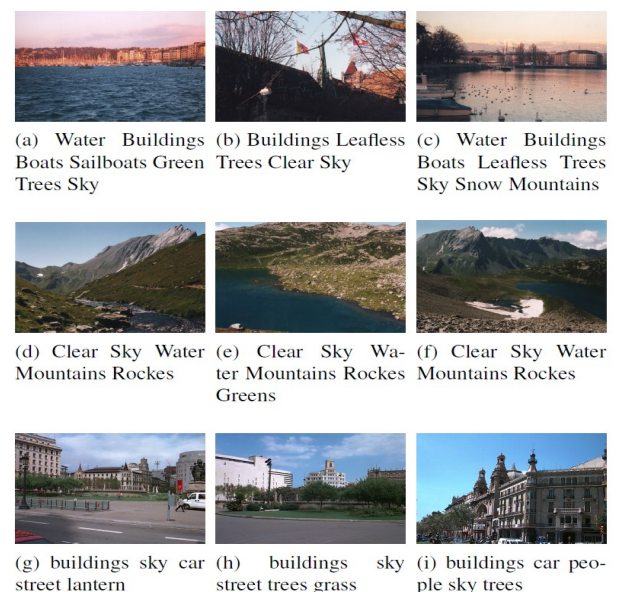 (a) Water Buildings
Boats Sailboats Green
Trees Sky
(b) Buildings Leafless
Trees Clear Sky
(c) Water Buildings
Boats Leafless Trees
Sky Snow Mountains
(d) Clear Sky Water
Mountains Rockes
(e) Clear Sky Wa-
ter Mountains Rockes
Greens
(f) Clear Sky Water
Mountains Rockes
(g) buildings sky car
street lantern
(h) buildings sky
street trees grass
(i) buildings car peo-
ple sky trees